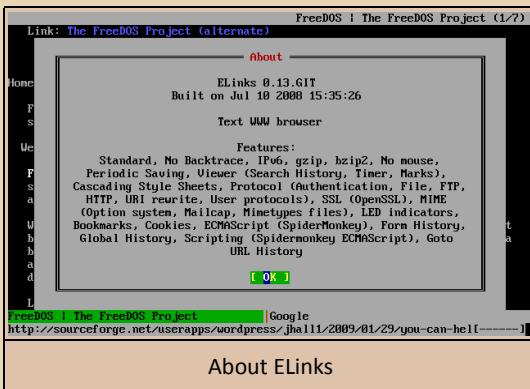 FreeDOS | The FreeDOS Project (1/7)
Link: The FreeDOS Project (alternate)
About
Home
ELinks 0.13.GIT
Built on Jul 10 2008 15:35:26
F
s
Text WWW browser
We
Features:
Standard, No Backtrace, IPv6, gzip, bzip2, No mouse,
F
Periodic Saving, Viewer (Search History, Timer, Marks),
s
Cascading Style Sheets, Protocol (Authentication, File, FTP,
a
HTTP, URI rewrite, User protocols), SSL (OpenSSL), MIME
(Option system, Mailcap, Mimetypes files), LED indicators,
W
Bookmarks, Cookies, ECMAScript (SpiderMonkey), Form History,
t
b
Global History, Scripting (Spidermonkey ECMAScript), Goto
a
b
URL History
a
d
[ OK ]
L
FreeDOS | The FreeDOS Project
Google
http://sourceforge.net/userapps/wordpress/jhall1/2009/01/29/you-can-hel[------]
About ELinks